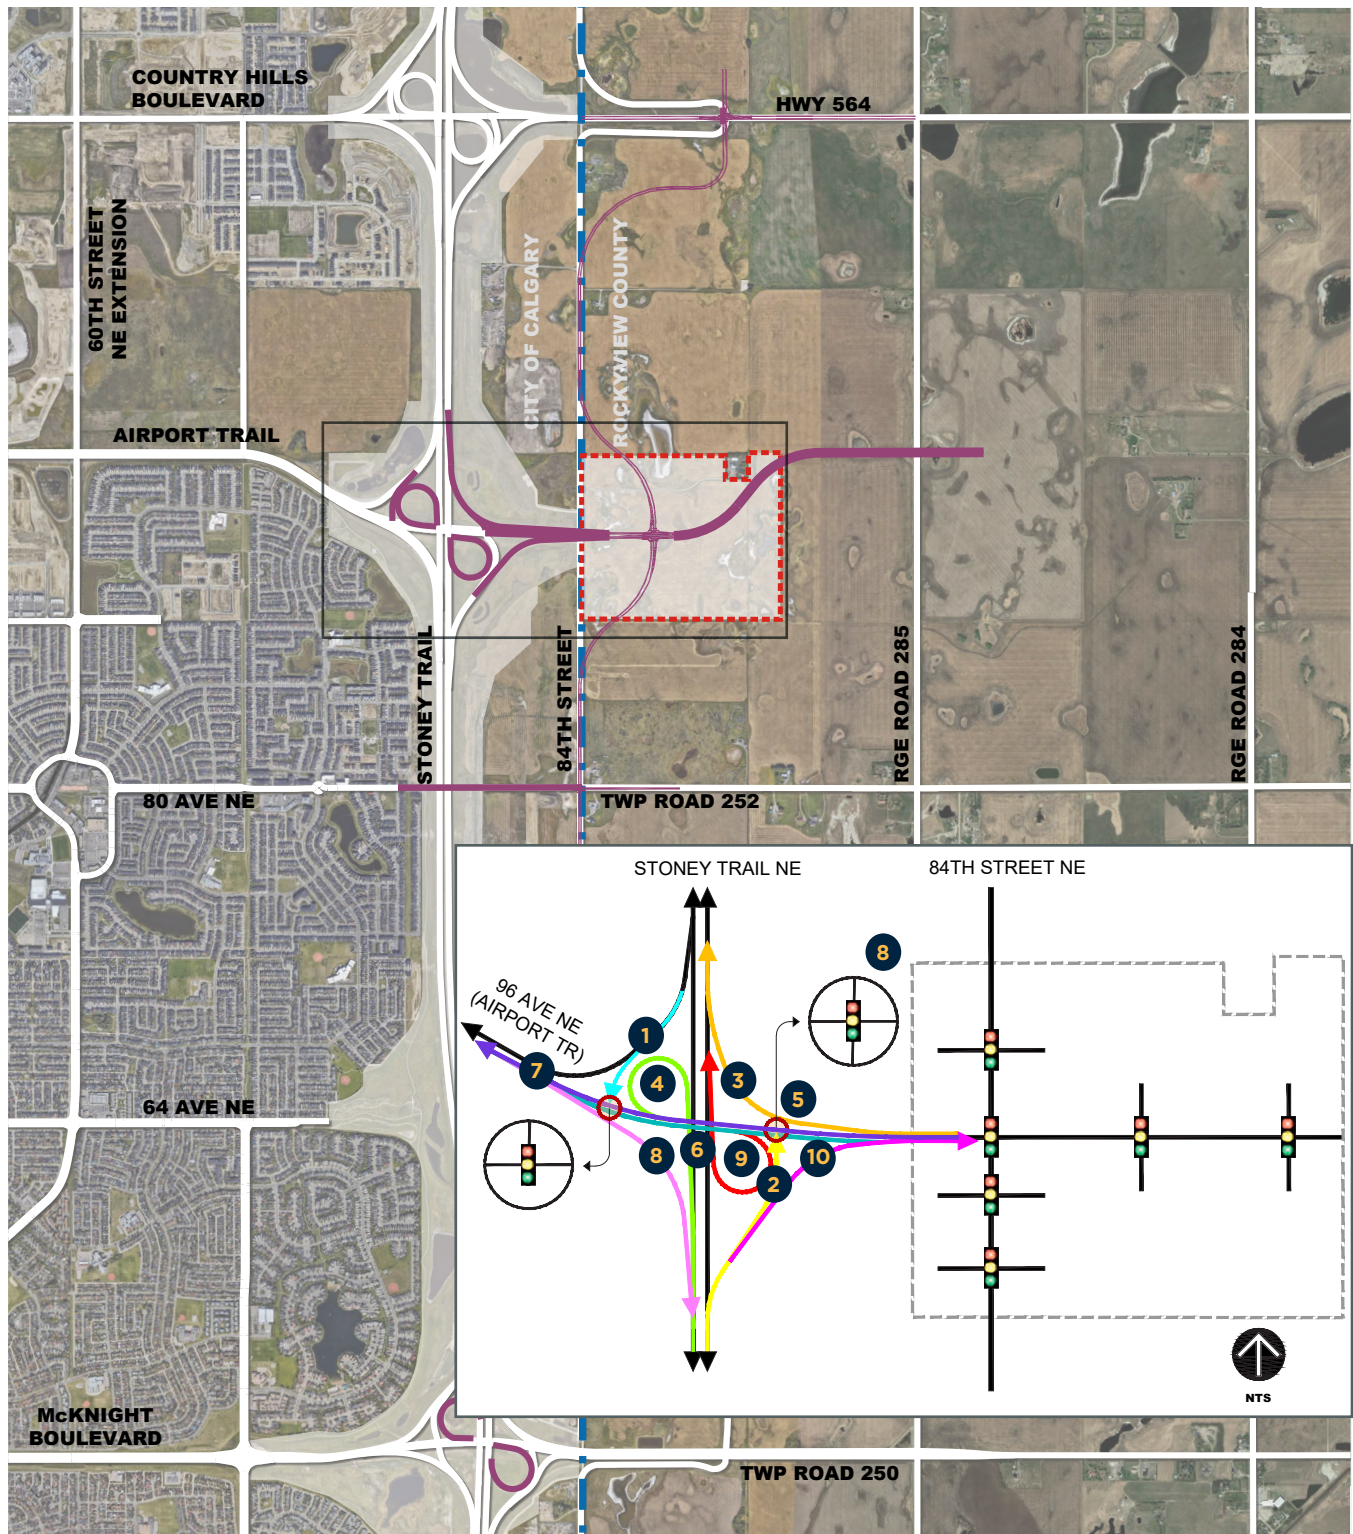 COUNTRY HILLS
BOULEVARD
HWY 564
60TH STREET
NE EXTENSION
CITY OF CALGARY
ROCKYVIEW COUNTY
AIRPORT TRAIL
STONEY TRAIL
84TH STREET
RGE ROAD 285
RGE ROAD 284
80 AVE NE
TWP ROAD 252
STONEY TRAIL NE
84TH STREET NE
8
96 AVE NE
(AIRPORT TR)
1
7
4
3
5
8
6
9
10
2
64 AVE NE
NTS
McKNIGHT
BOULEVARD
TWP ROAD 250